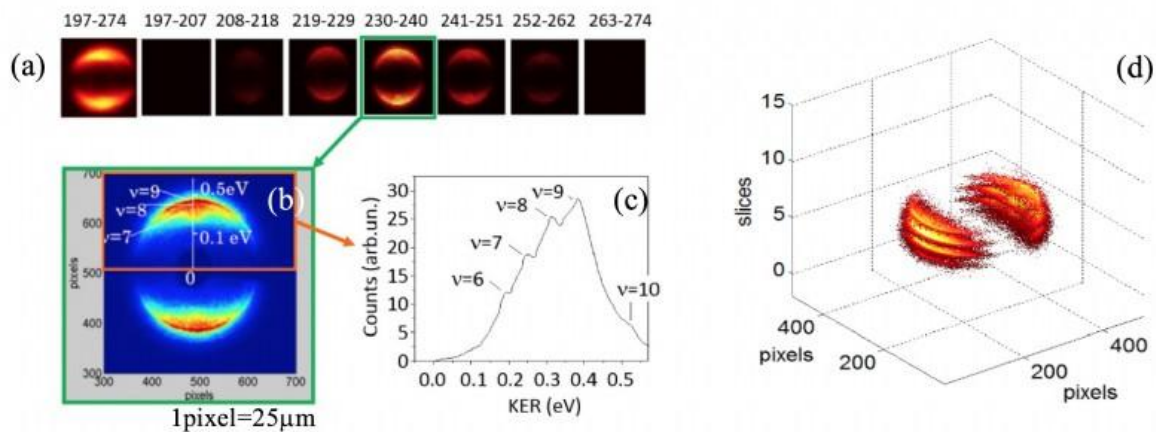 197-274 197-207 208-218 219-229 230-240 241-251 252-262 263-274
(a)
(b)
700
600
500
400
300
pixels
ν=9
ν=8
ν=7
0.5eV
0.1 eV
0
300 400 500 600 700
pixels
1pixel=25μm
(c)
Counts (arb.un.)
30
25
20
15
10
5
0
ν=6
ν=7
ν=8
ν=9
ν=10
0.0 0.1 0.2 0.3 0.4 0.5
KER (eV)
(d)
slices
15
10
5
0
400
200
pixels
200
400
pixels